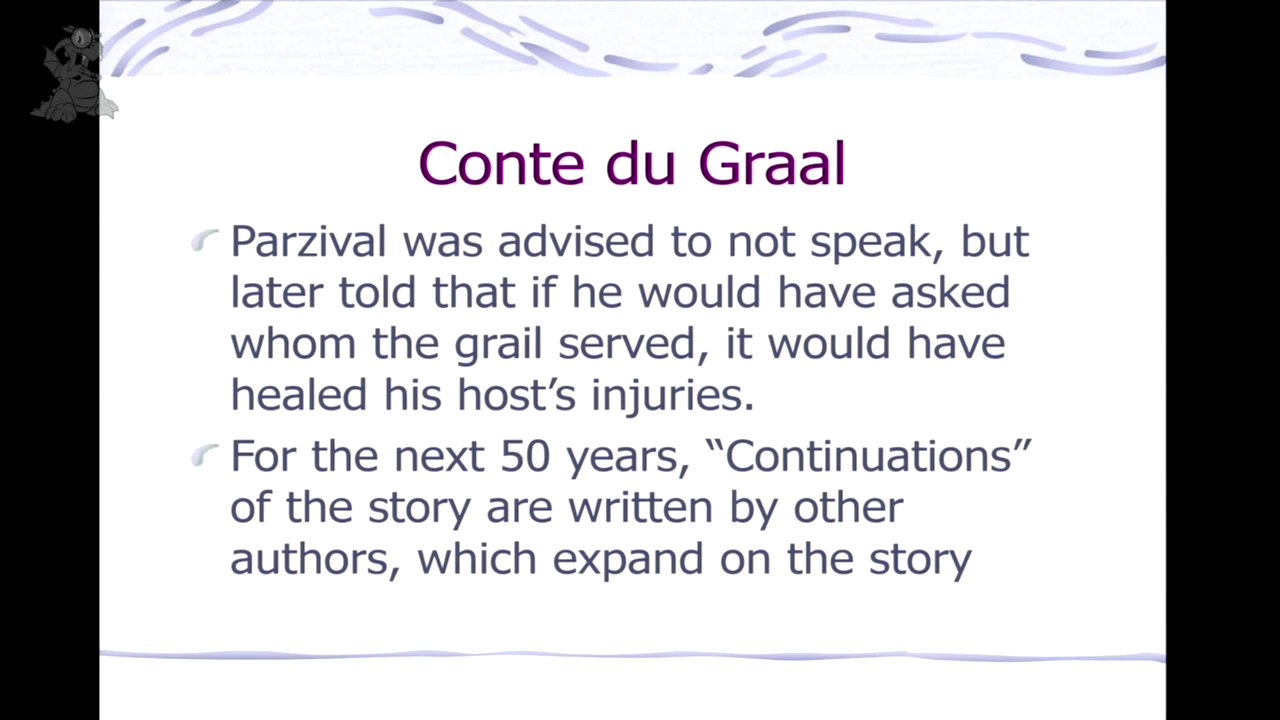 Conte du Graal
Parzival was advised to not speak, but
later told that if he would have asked
whom the grail served, it would have
healed his host’s injuries.
For the next 50 years, “Continuations”
of the story are written by other
authors, which expand on the story